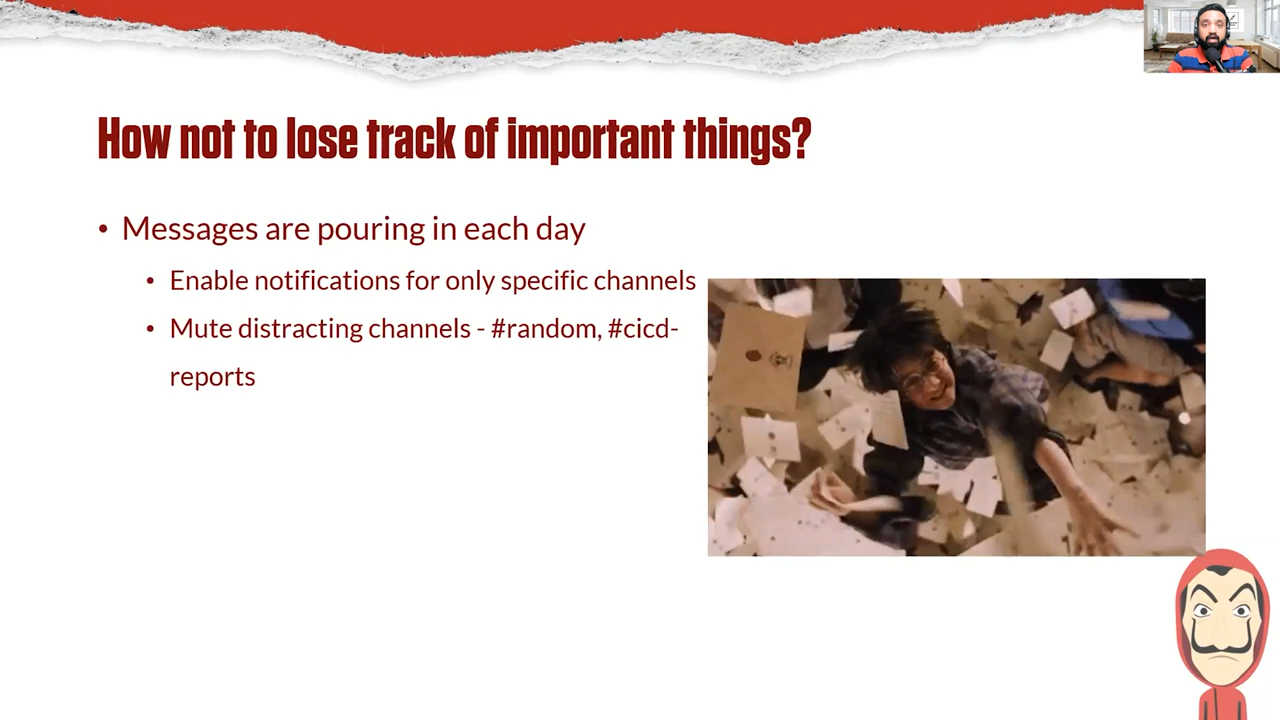 How not to lose track of important things?
• Messages are pouring in each day
• Enable notifications for only specific channels
• Mute distracting channels - #random, #cicd-
reports